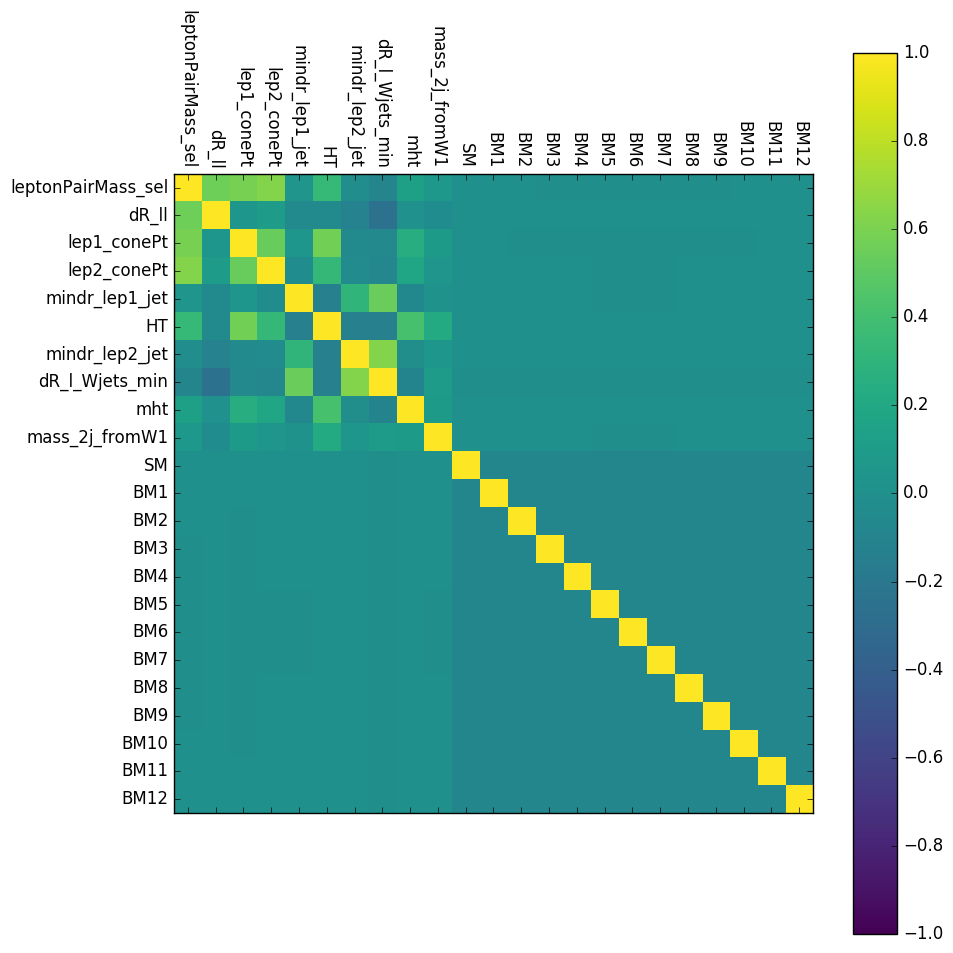 leptonPairMass_sel
dR_ll
lep1_conePt
lep2_conePt
mindr_lep1_jet
HT
mindr_lep2_jet
dR_l_Wjets_min
mht
mass_2j_fromW1
SM
BM1
BM2
BM3
BM4
BM5
BM6
BM7
BM8
BM9
BM10
BM11
BM12
leptonPairMass_sel
dR_ll
lep1_conePt
lep2_conePt
mindr_lep1_jet
HT
mindr_lep2_jet
dR_l_Wjets_min
mht
mass_2j_fromW1
SM
BM1
BM2
BM3
BM4
BM5
BM6
BM7
BM8
BM9
BM10
BM11
BM12
1.0
0.8
0.6
0.4
0.2
0.0
−0.2
−0.4
−0.6
−0.8
−1.0